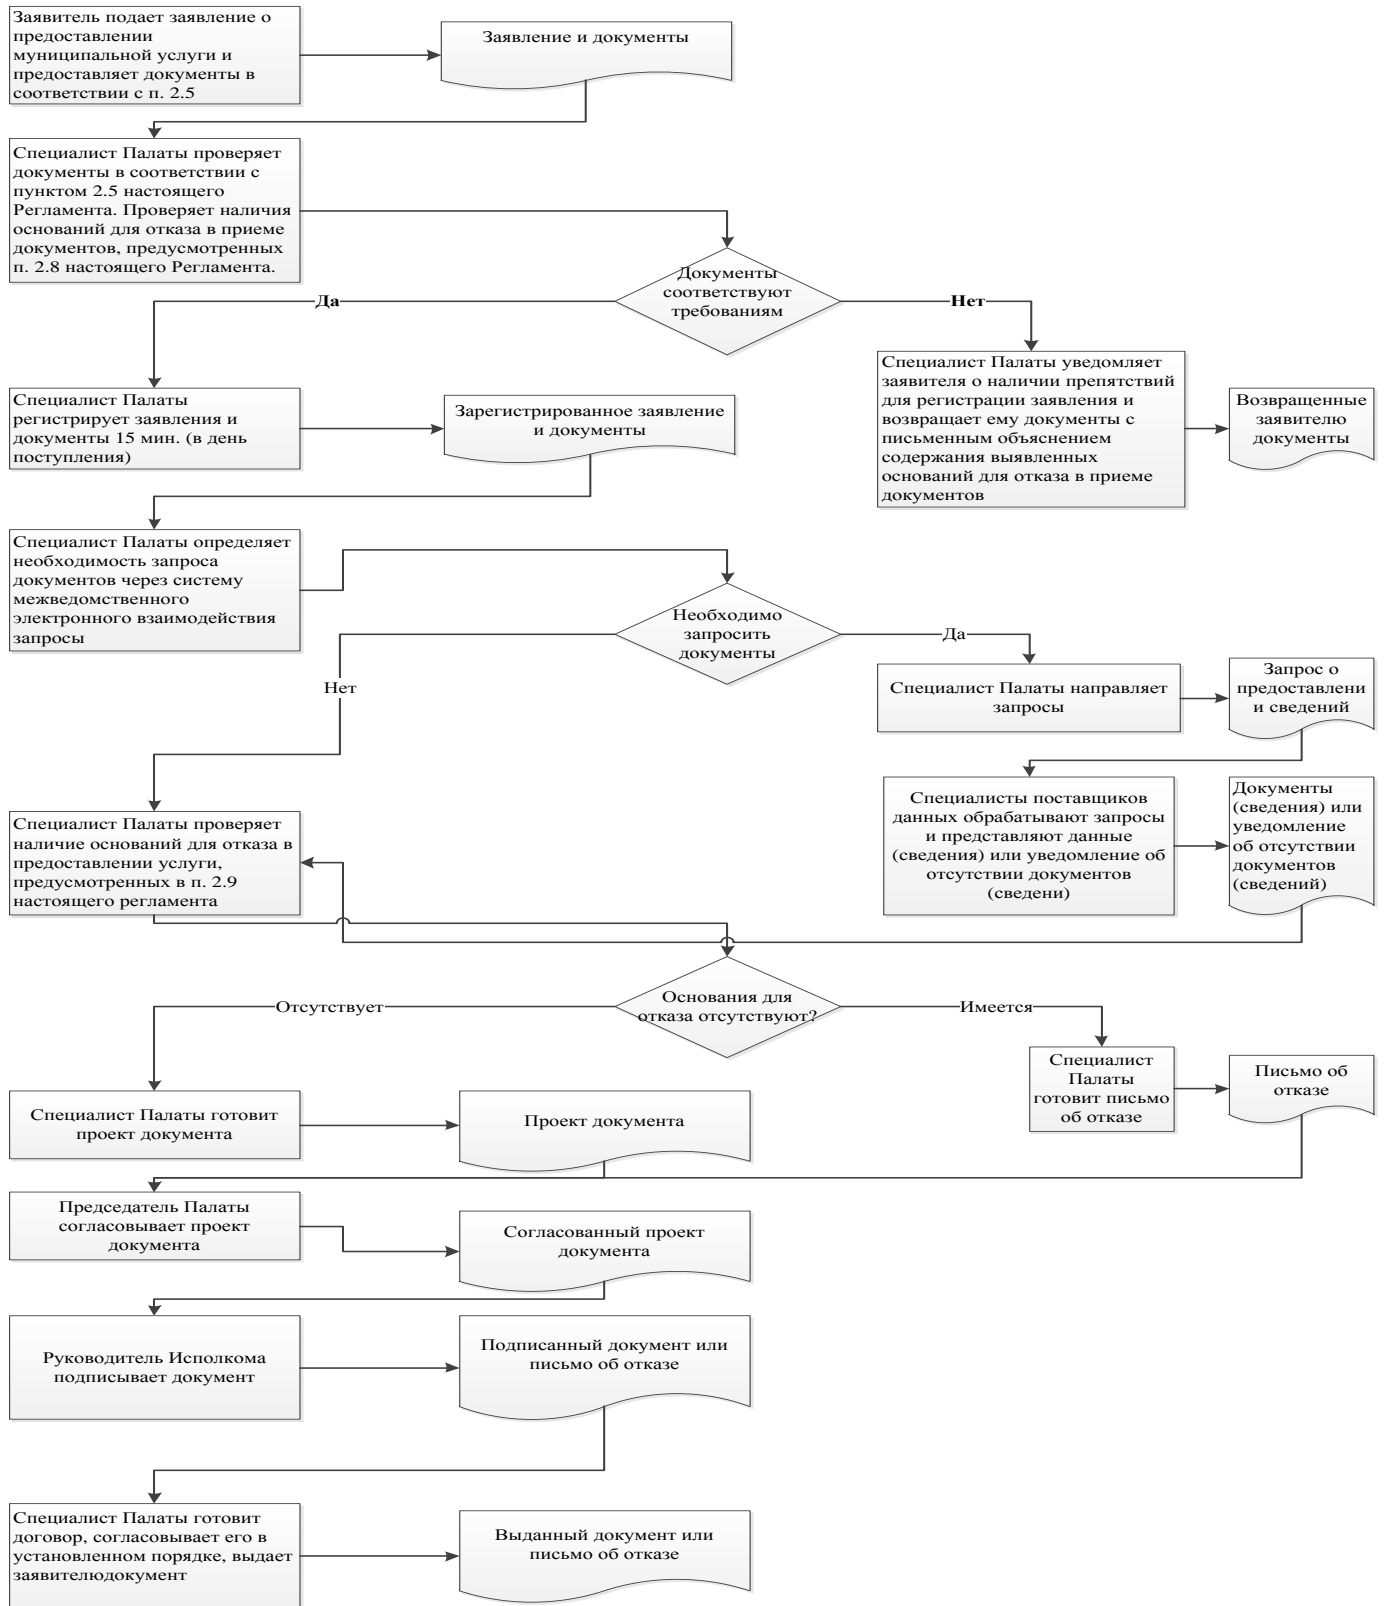 Заявитель подает заявление о
предоставлении
муниципальной услуги и
предоставляет документы в
соответствии с п. 2.5
Заявление и документы
Специалист Палаты проверяет
документы в соответствии с
пунктом 2.5 настоящего
Регламента. Проверяет наличия
оснований для отказа в приеме
документов, предусмотренных
п. 2.8 настоящего Регламента.
Документы
соответствуют
требованиям
Да
Нет
Специалист Палаты
регистрирует заявления и
документы 15 мин. (в день
поступления)
Зарегистрированное заявление
и документы
Специалист Палаты уведомляет
заявителя о наличии препятствий
для регистрации заявления и
возвращает ему документы с
письменным объяснением
содержания выявленных
оснований для отказа в приеме
документов
Возвращенные
заявителю
документы
Специалист Палаты определяет
необходимость запроса
документов через систему
межведомственного
электронного взаимодействия
запросы
Необходимо
запросить
документы
Да
Нет
Специалист Палаты направляет
запросы
Запрос о
предоставлени
и сведений
Специалисты поставщиков
данных обрабатывают запросы
и представляют данные
(сведения) или уведомление об
отсутствии документов
(сведени)
Документы
(сведения) или
уведомление
об отсутствии
документов
(сведений)
Специалист Палаты проверяет
наличие оснований для отказа в
предоставлении услуги,
предусмотренных в п. 2.9
настоящего регламента
Основания для
отказа отсутствуют?
Отсутствует
Имеется
Специалист
Палаты
готовит письмо
об отказе
Письмо об
отказе
Специалист Палаты готовит
проект документа
Проект документа
Председатель Палаты
согласовывает проект
документа
Согласованный проект
документа
Руководитель Исполкома
подписывает документ
Подписанный документ или
письмо об отказе
Специалист Палаты готовит
договор, согласовывает его в
установленном порядке, выдает
заявителюдокумент
Выданный документ или
письмо об отказе